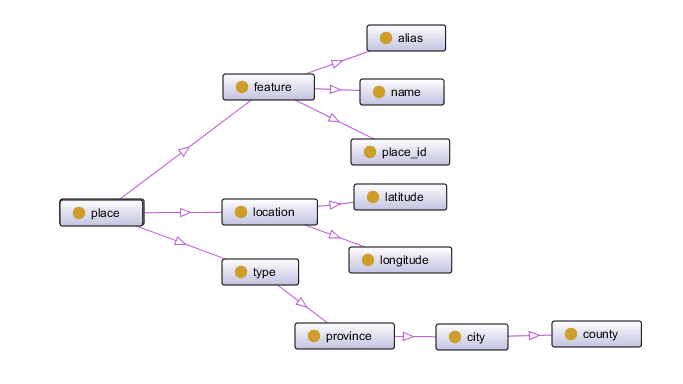 alias
feature
name
place_id
latitude
place
location
longitude
type
province
city
county